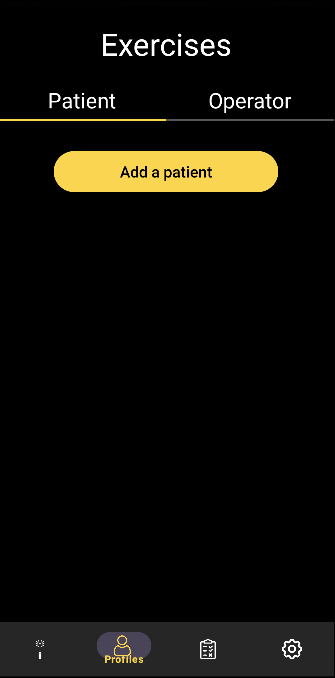 Exercises
Patient
Operator
Add a patient
Profiles